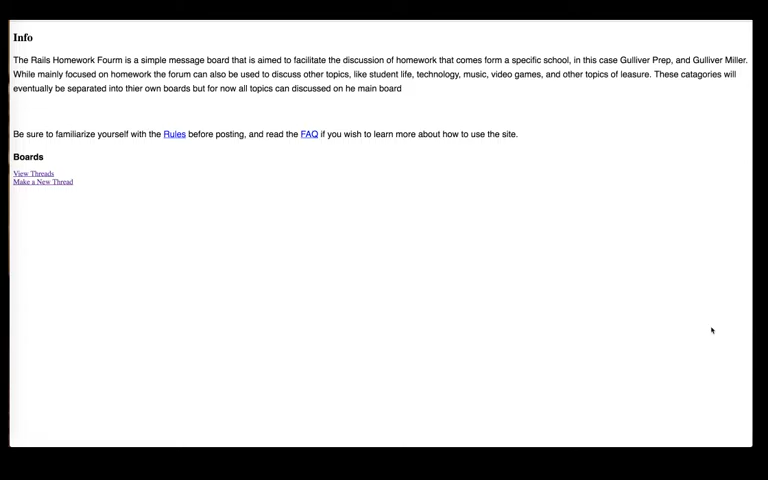 Info
The Rails Homework Fourm is a simple message board that is aimed to facilitate the discussion of homework that comes form a specific school, in this case Gulliver Prep, and Gulliver Miller.
While mainly focused on homework the forum can also be used to discuss other topics, like student life, technology, music, video games, and other topics of leasure. These catagories will
eventually be separated into thier own boards but for now all topics can discussed on he main board
Be sure to familiarize yourself with the Rules before posting, and read the FAQ if you wish to learn more about how to use the site.
Boards
View Threads
Make a New Thread